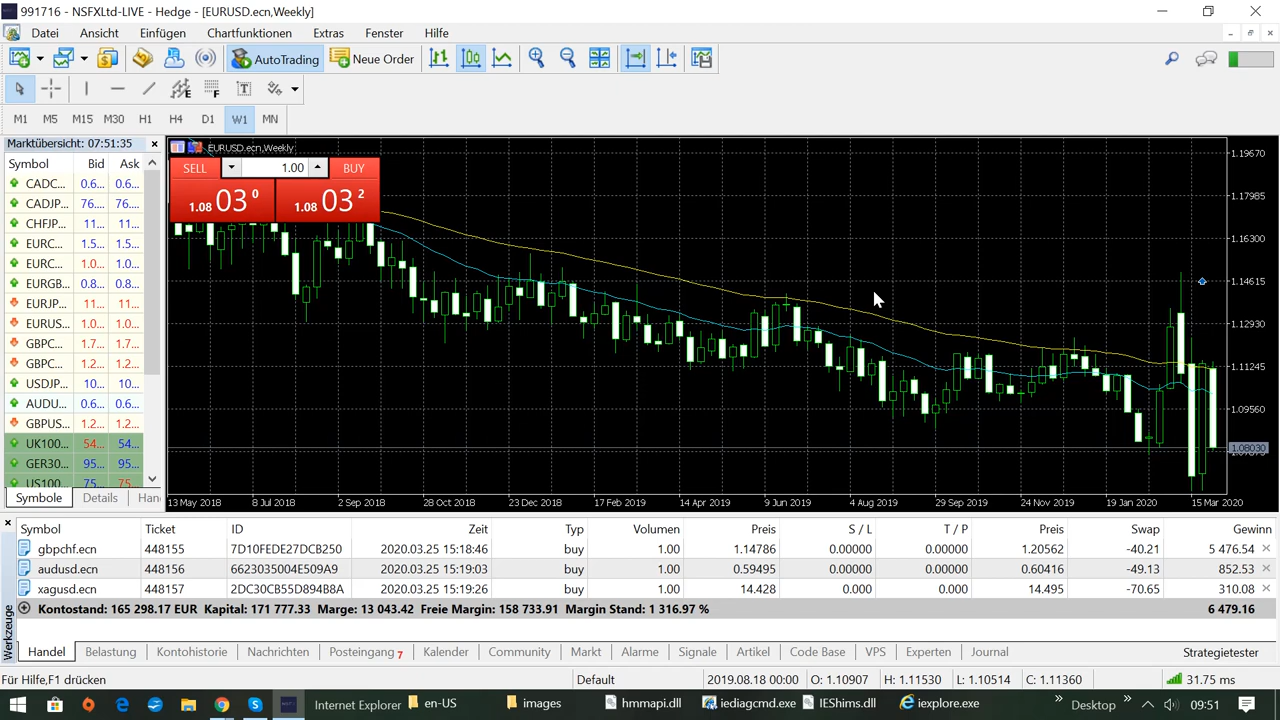 991716 - NSFXLtd-LIVE - Hedge - [EURUSD.ecn,Weekly]
Datei Ansicht Einfügen Chartfunktionen Extras Fenster Hilfe
AutoTrading Neue Order
E F T
M1 M5 M15 M30 H1 H4 D1 W1 MN
Marktübersicht: 07:51:35
Symbol Bid Ask
CADC... 0.6... 0.6...
CADJP... 76... 76...
CHFJP... 11... 11...
EURC... 1.5... 1.5...
EURC... 1.0... 1.0...
EURGB... 0.8... 0.8...
EURJP... 11... 11...
EURUS... 1.0... 1.0...
GBPC... 1.7... 1.7...
GBPC... 1.2... 1.2...
USDJP... 10... 10...
AUDU... 0.6... 0.6...
GBPUS... 1.2... 1.2...
UK100... 54... 54...
GER30... 95... 95...
US100... 75... 75...
Symbole Details Han
EURUSD.ecn,Weekly
SELL 1.00 BUY
1.08 03 0 1.08 03 2
1.19670
1.17985
1.16300
1.14615
1.12930
1.11245
1.09560
1.08030
13 May 2018 8 Jul 2018 2 Sep 2018 28 Oct 2018 23 Dec 2018 17 Feb 2019 14 Apr 2019 9 Jun 2019 4 Aug 2019 29 Sep 2019 24 Nov 2019 19 Jan 2020 15 Mar 2020
Symbol Ticket ID Zeit Typ Volumen Preis S / L T / P Preis Swap Gewinn
gbpchf.ecn 448155 7D10FEDE27DCB250 2020.03.25 15:18:46 buy 1.00 1.14786 0.00000 0.00000 1.20562 -40.21 5 476.54
audusd.ecn 448156 6623035004E509A9 2020.03.25 15:19:03 buy 1.00 0.59495 0.00000 0.00000 0.60416 -49.13 852.53
xagusd.ecn 448157 2DC30CB55D894B8A 2020.03.25 15:19:26 buy 1.00 14.428 0.000 0.000 14.495 -70.65 310.08
Kontostand: 165 298.17 EUR Kapital: 171 777.33 Marge: 13 043.42 Freie Margin: 158 733.91 Margin Stand: 1 316.97 % 6 479.16
Werkzeuge
Handel Belastung Kontohistorie Nachrichten Posteingang 7 Kalender Community Markt Alarme Signale Artikel Code Base VPS Experten Journal Strategietester
Für Hilfe,F1 drücken Default 2019.08.18 00:00 O: 1.10907 H: 1.11530 L: 1.10514 C: 1.11360 31.75 ms
Internet Explorer en-US images hmmapi.dll iediagcmd.exe IEShims.dll iexplore.exe Desktop 09:51